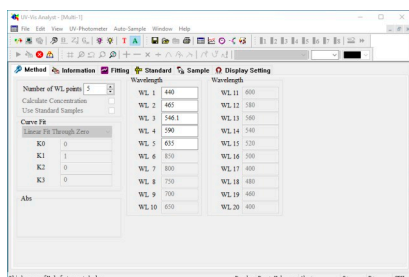 UV-Vis Analyst - [Multi-1]
File Edit View UV-Photometer Auto-Sample Window Help
Method Information Fitting Standard Sample Display Setting
Number of WL points 5
Calculate Concentration
Use Standard Samples
Curve Fit
Linear Fit Through Zero
K0 0
K1 1
K2 0
K3 0
Abs
Wavelength
WL 1 440
WL 2 465
WL 3 546.1
WL 4 590
WL 5 635
WL 6 850
WL 7 800
WL 8 750
WL 9 700
WL 10 650
Wavelength
WL 11 600
WL 12 580
WL 13 560
WL 14 540
WL 15 520
WL 16 500
WL 17 400
WL 18 480
WL 19 460
WL 20 400